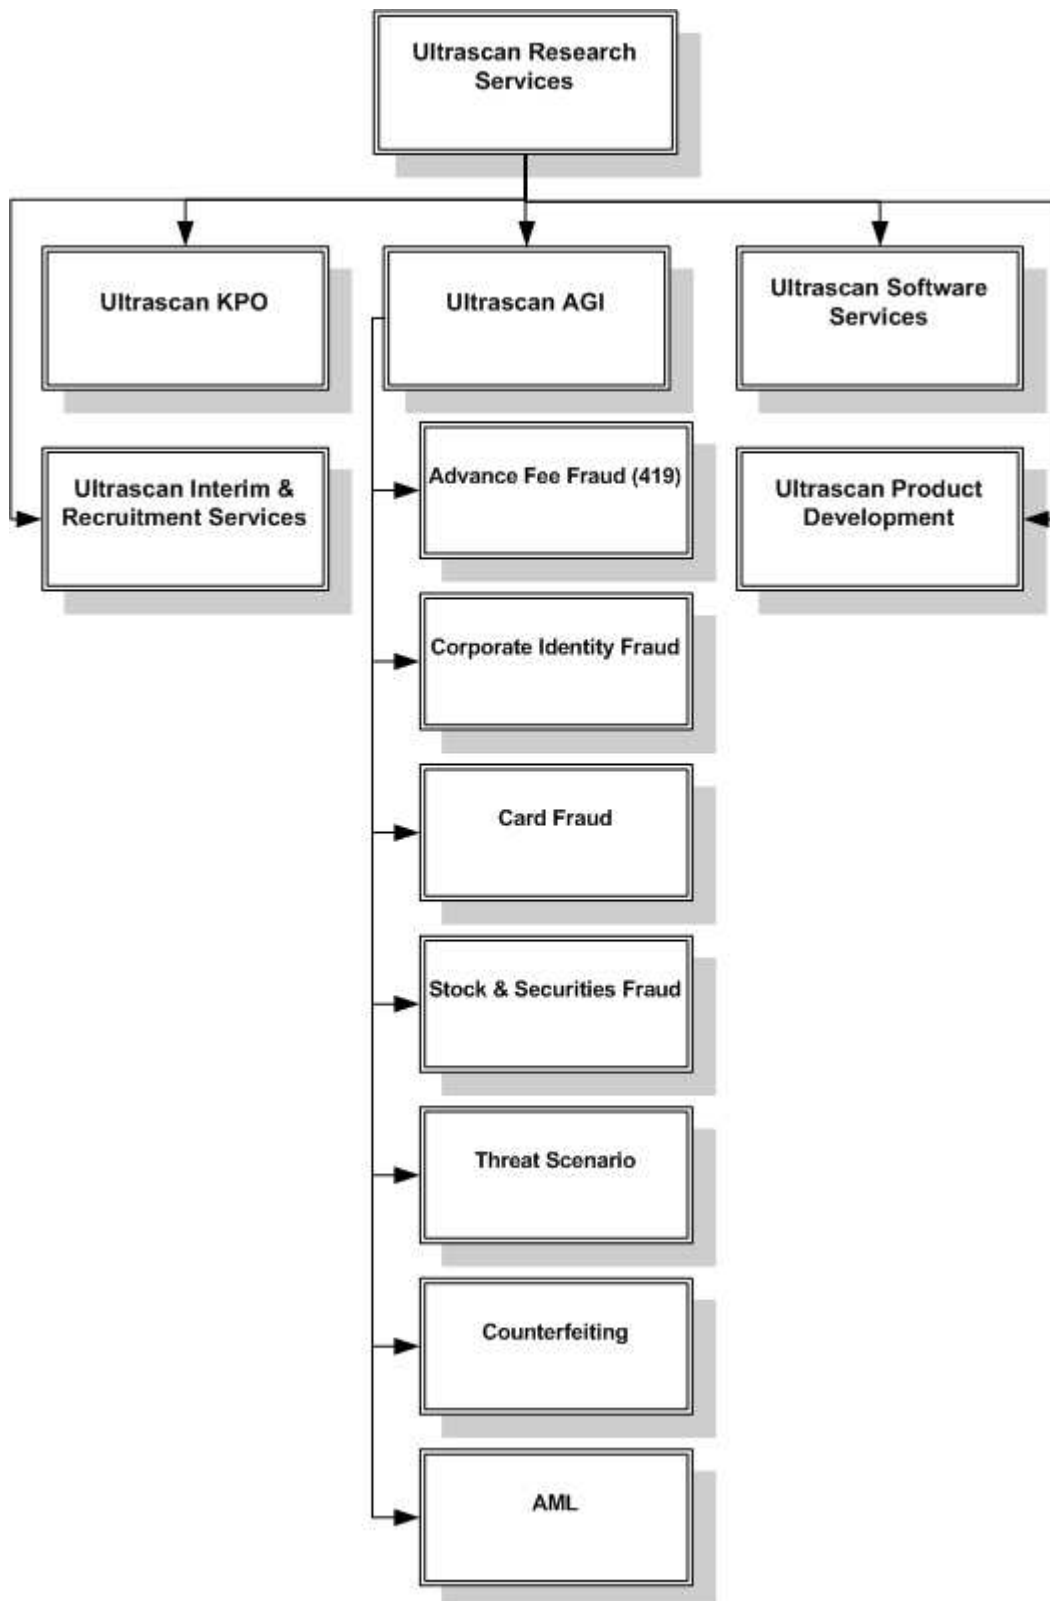 Ultrascan Research
Services
Ultrascan KPO
Ultrascan AGI
Ultrascan Software
Services
Advance Fee Fraud (419)
Ultrascan Interim &
Recruitment Services
Ultrascan Product
Development
Corporate Identity Fraud
Card Fraud
Stock & Securities Fraud
Threat Scenario
Counterfeiting
AML